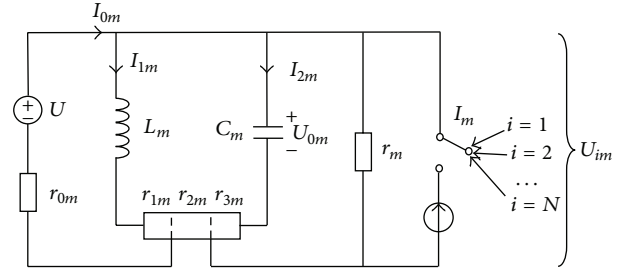 I₀ₘ
I₁ₘ
I₂ₘ
U
Lₘ
Cₘ
+
U₀ₘ
−
Iₘ
i = 1
i = 2
...
i = N
Uᵢₘ
rₘ
r₀ₘ
r₁ₘ r₂ₘ r₃ₘ